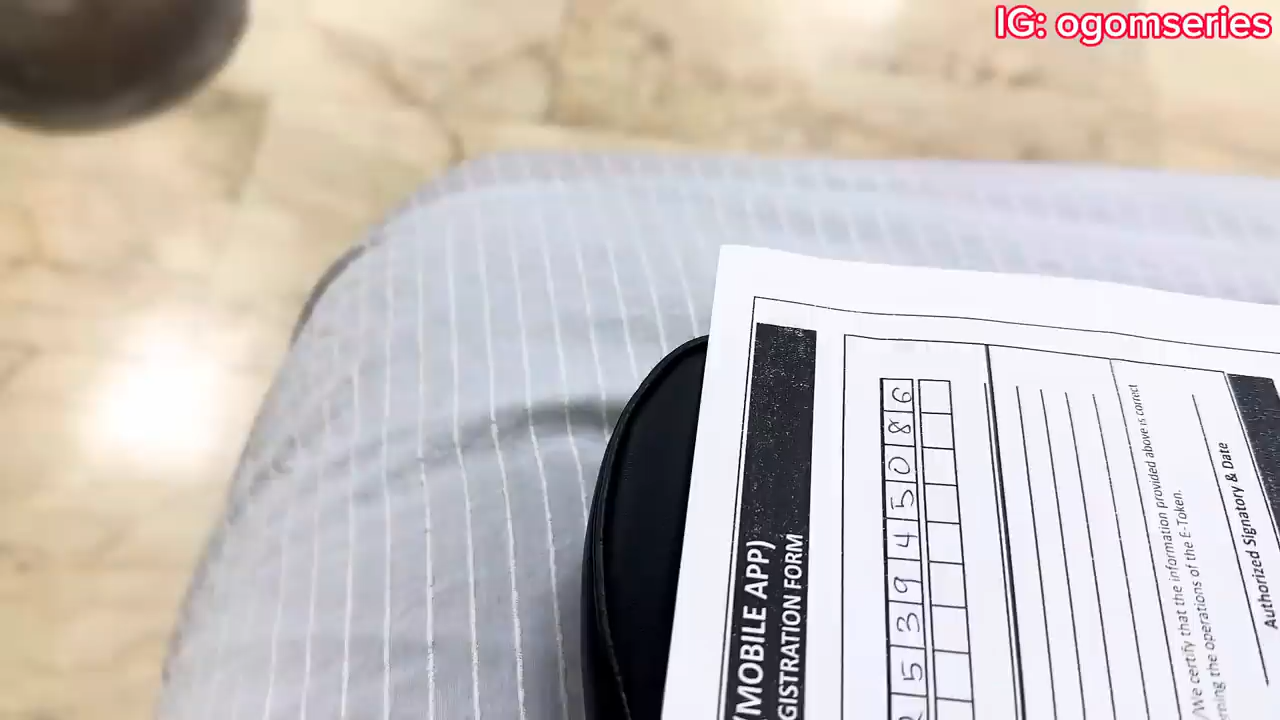 IG: ogomseries
(MOBILE APP)
GISTRATION FORM
5 3 9 4 5 0 8 6
We certify that the information provided above is correct
rning the operations of the E-Token.
Authorized Signatory & Date